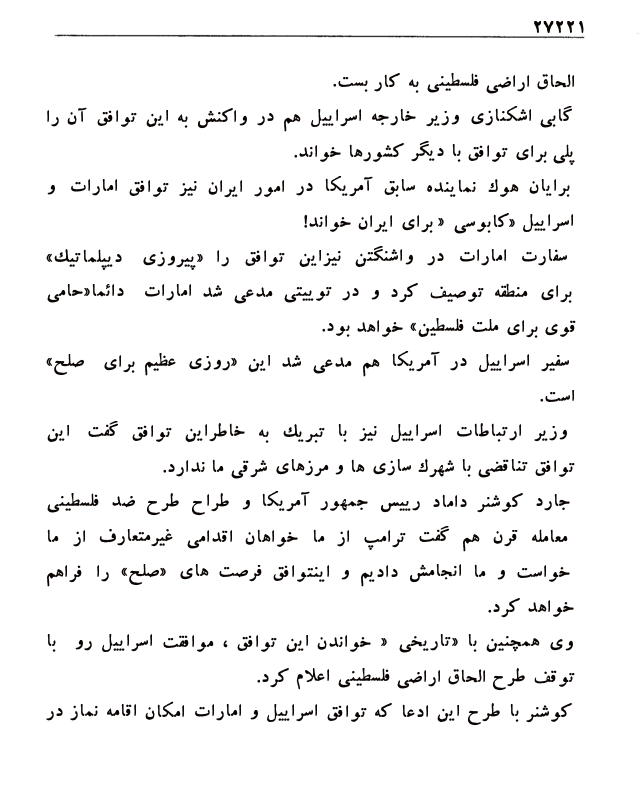 ۲۷۲۲۱
الحاق اراضی فلسطینی به کار بست.
گابی اشکنازی وزیر خارجه اسراییل هم در واکنش به این توافق آن را
پلی برای توافق با دیگر کشورها خواند.
برایان هوك نماینده سابق آمریکا در امور ایران نیز توافق امارات و
اسراییل «کابوسی « برای ایران خواند!
سفارت امارات در واشنگتن نیزاین توافق را «پیروزی دیپلماتیك»
برای منطقه توصیف کرد و در توییتی مدعی شد امارات دائما«حامی
قوی برای ملت فلسطین» خواهد بود.
سفیر اسراییل در آمریکا هم مدعی شد این «روزی عظیم برای صلح»
است.
وزیر ارتباطات اسراییل نیز با تبریك به خاطراین توافق گفت این
توافق تناقضی با شهرك سازی ها و مرزهای شرقی ما ندارد.
جارد کوشنر داماد رییس جمهور آمریکا و طراح طرح ضد فلسطینی
معامله قرن هم گفت ترامپ از ما خواهان اقدامی غیرمتعارف از ما
خواست و ما انجامش دادیم و اینتوافق فرصت های «صلح» را فراهم
خواهد کرد.
وی همچنین با «تاریخی « خواندن این توافق ، موافقت اسراییل رو با
توقف طرح الحاق اراضی فلسطینی اعلام کرد.
کوشنر با طرح این ادعا که توافق اسراییل و امارات امکان اقامه نماز در